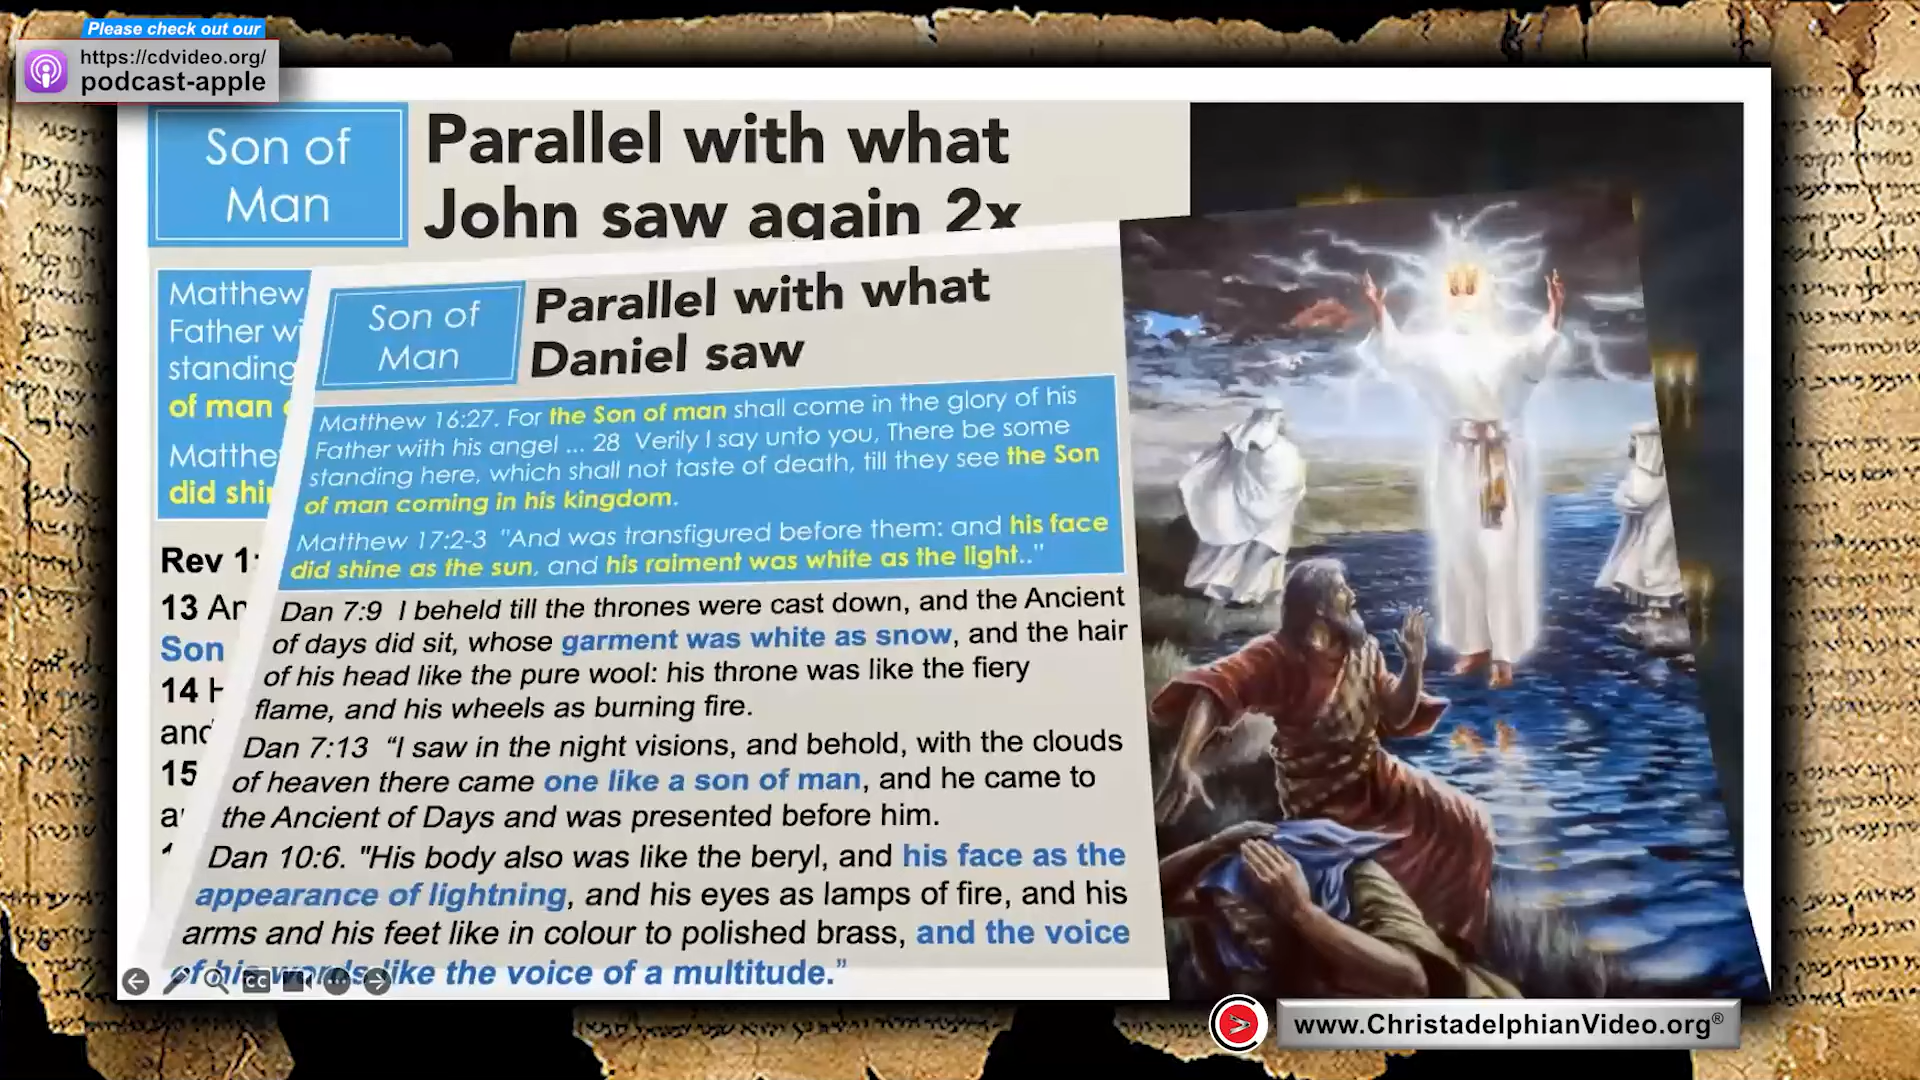 Please check out our
https://cdvideo.org/
podcast-apple
Son of
Man
Parallel with what
John saw again 2x
Matthew
Father wi
standing
of man
Matthe
did shi
Rev 1:
13 An
Son
14 H
and
15
Son of
Man
Parallel with what
Daniel saw
Matthew 16:27. For the Son of man shall come in the glory of his
Father with his angel ... 28 Verily I say unto you, There be some
standing here, which shall not taste of death, till they see the Son
of man coming in his kingdom.
Matthew 17:2-3 "And was transfigured before them: and his face
did shine as the sun, and his raiment was white as the light.."
Dan 7:9 I beheld till the thrones were cast down, and the Ancient
of days did sit, whose garment was white as snow, and the hair
of his head like the pure wool: his throne was like the fiery
flame, and his wheels as burning fire.
Dan 7:13 “I saw in the night visions, and behold, with the clouds
of heaven there came one like a son of man, and he came to
the Ancient of Days and was presented before him.
Dan 10:6. "His body also was like the beryl, and his face as the
appearance of lightning, and his eyes as lamps of fire, and his
arms and his feet like in colour to polished brass, and the voice
of his words like the voice of a multitude.”
CC
www.ChristadelphianVideo.org®